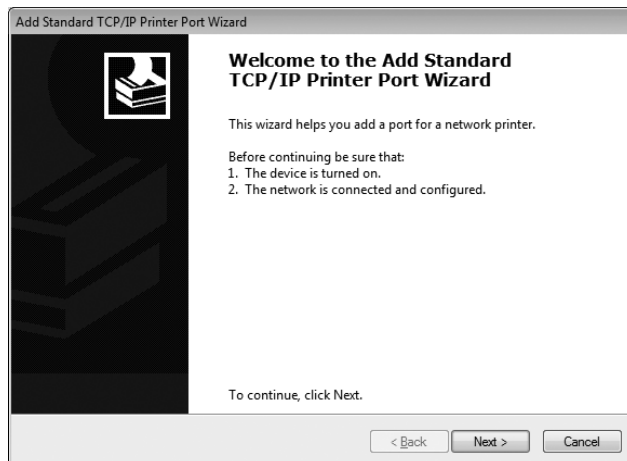 Add Standard TCP/IP Printer Port Wizard
Welcome to the Add Standard
TCP/IP Printer Port Wizard
This wizard helps you add a port for a network printer.
Before continuing be sure that:
1. The device is turned on.
2. The network is connected and configured.
To continue, click Next.
< Back Next > Cancel